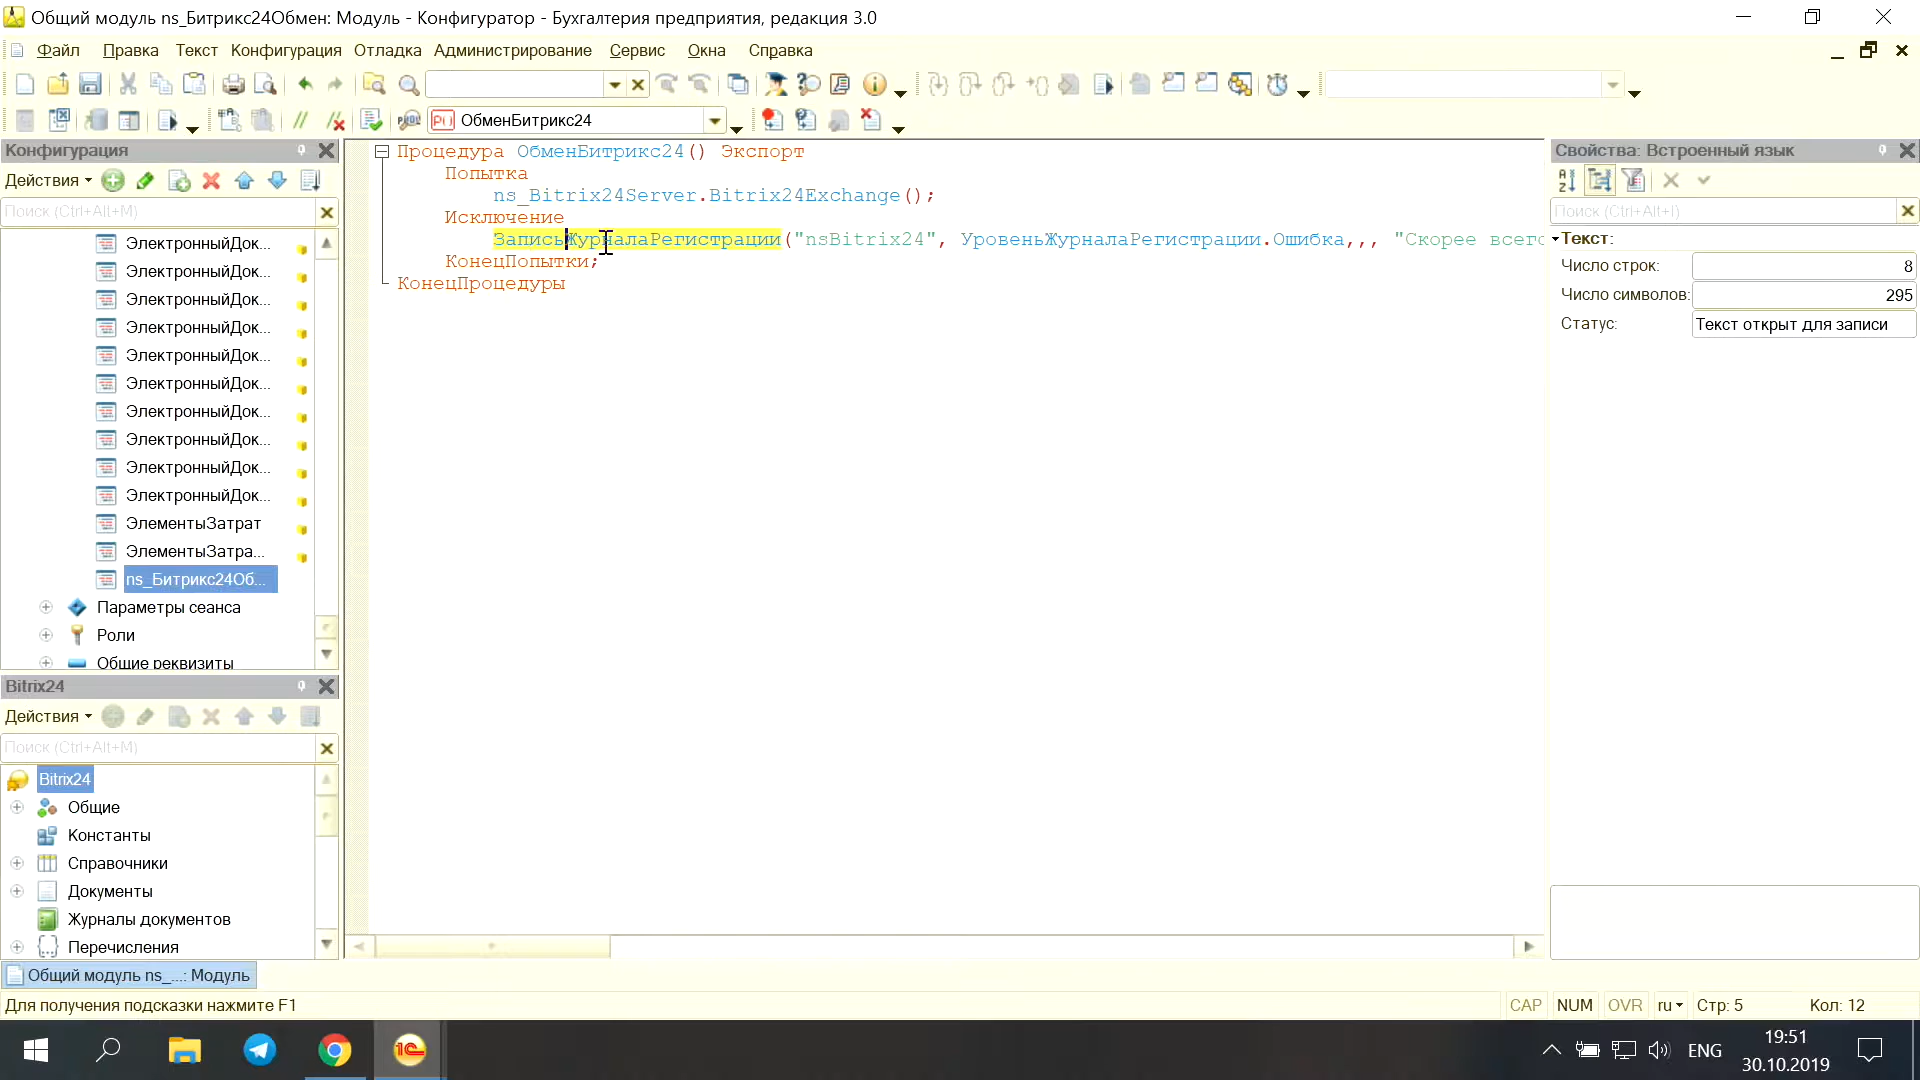 Общий модуль ns_Битрикс24Обмен: Модуль - Конфигуратор - Бухгалтерия предприятия, редакция 3.0
Файл Правка Текст Конфигурация Отладка Администрирование Сервис Окна Справка
ОбменБитрикс24
Конфигурация
Действия
Поиск (Ctrl+Alt+M)
ЭлектронныйДок...
ЭлектронныйДок...
ЭлектронныйДок...
ЭлектронныйДок...
ЭлектронныйДок...
ЭлектронныйДок...
ЭлектронныйДок...
ЭлектронныйДок...
ЭлектронныйДок...
ЭлектронныйДок...
ЭлементыЗатрат
ЭлементыЗатра...
ns_Битрикс24Об...
Параметры сеанса
Роли
Общие реквизиты
Bitrix24
Действия
Поиск (Ctrl+Alt+M)
Bitrix24
Общие
Константы
Справочники
Документы
Журналы документов
Перечисления
Процедура ОбменБитрикс24() Экспорт
Попытка
ns_Bitrix24Server.Bitrix24Exchange();
Исключение
ЗаписьЖурналаРегистрации("nsBitrix24", УровеньЖурналаРегистрации.Ошибка,,, "Скорее всего
КонецПопытки;
КонецПроцедуры
Свойства: Встроенный язык
Поиск (Ctrl+Alt+I)
Текст:
Число строк: 8
Число символов: 295
Статус: Текст открыт для записи
Общий модуль ns_...: Модуль
Для получения подсказки нажмите F1
CAP NUM OVR ru Стр: 5 Кол: 12
ENG
19:51
30.10.2019